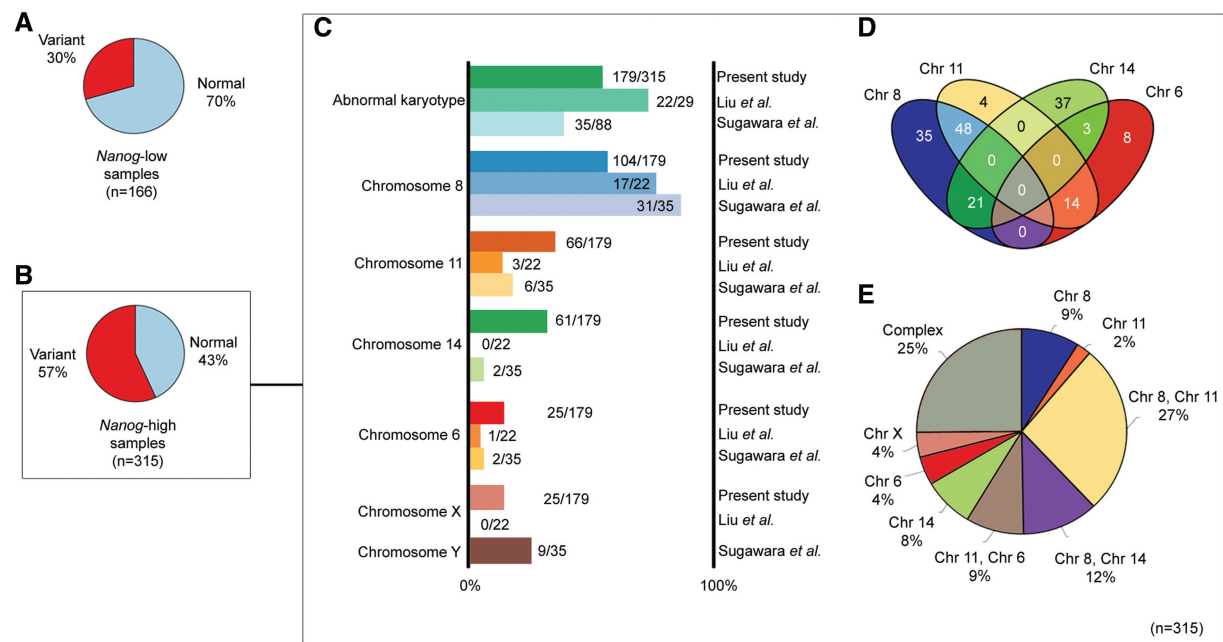 A
Variant
30%
Normal
70%
Nanog-low
samples
(n=166)
B
Variant
57%
Normal
43%
Nanog-high
samples
(n=315)
C
Abnormal karyotype
179/315
Present study
22/29
Liu et al.
35/88
Sugawara et al.
Chromosome 8
104/179
Present study
17/22
Liu et al.
31/35
Sugawara et al.
Chromosome 11
66/179
Present study
3/22
Liu et al.
6/35
Sugawara et al.
Chromosome 14
61/179
Present study
0/22
Liu et al.
2/35
Sugawara et al.
Chromosome 6
25/179
Present study
1/22
Liu et al.
2/35
Sugawara et al.
Chromosome X
25/179
Present study
0/22
Liu et al.
Chromosome Y
9/35
Sugawara et al.
0%
100%
D
Chr 8
Chr 11
Chr 14
Chr 6
4
37
35
48
0
3
8
0
0
0
21
14
0
E
Chr 8
9%
Chr 11
2%
Chr 8, Chr 11
27%
Chr 8, Chr 14
12%
Chr 11, Chr 6
9%
Chr 14
8%
Chr 6
4%
Chr X
4%
Complex
25%
(n=315)